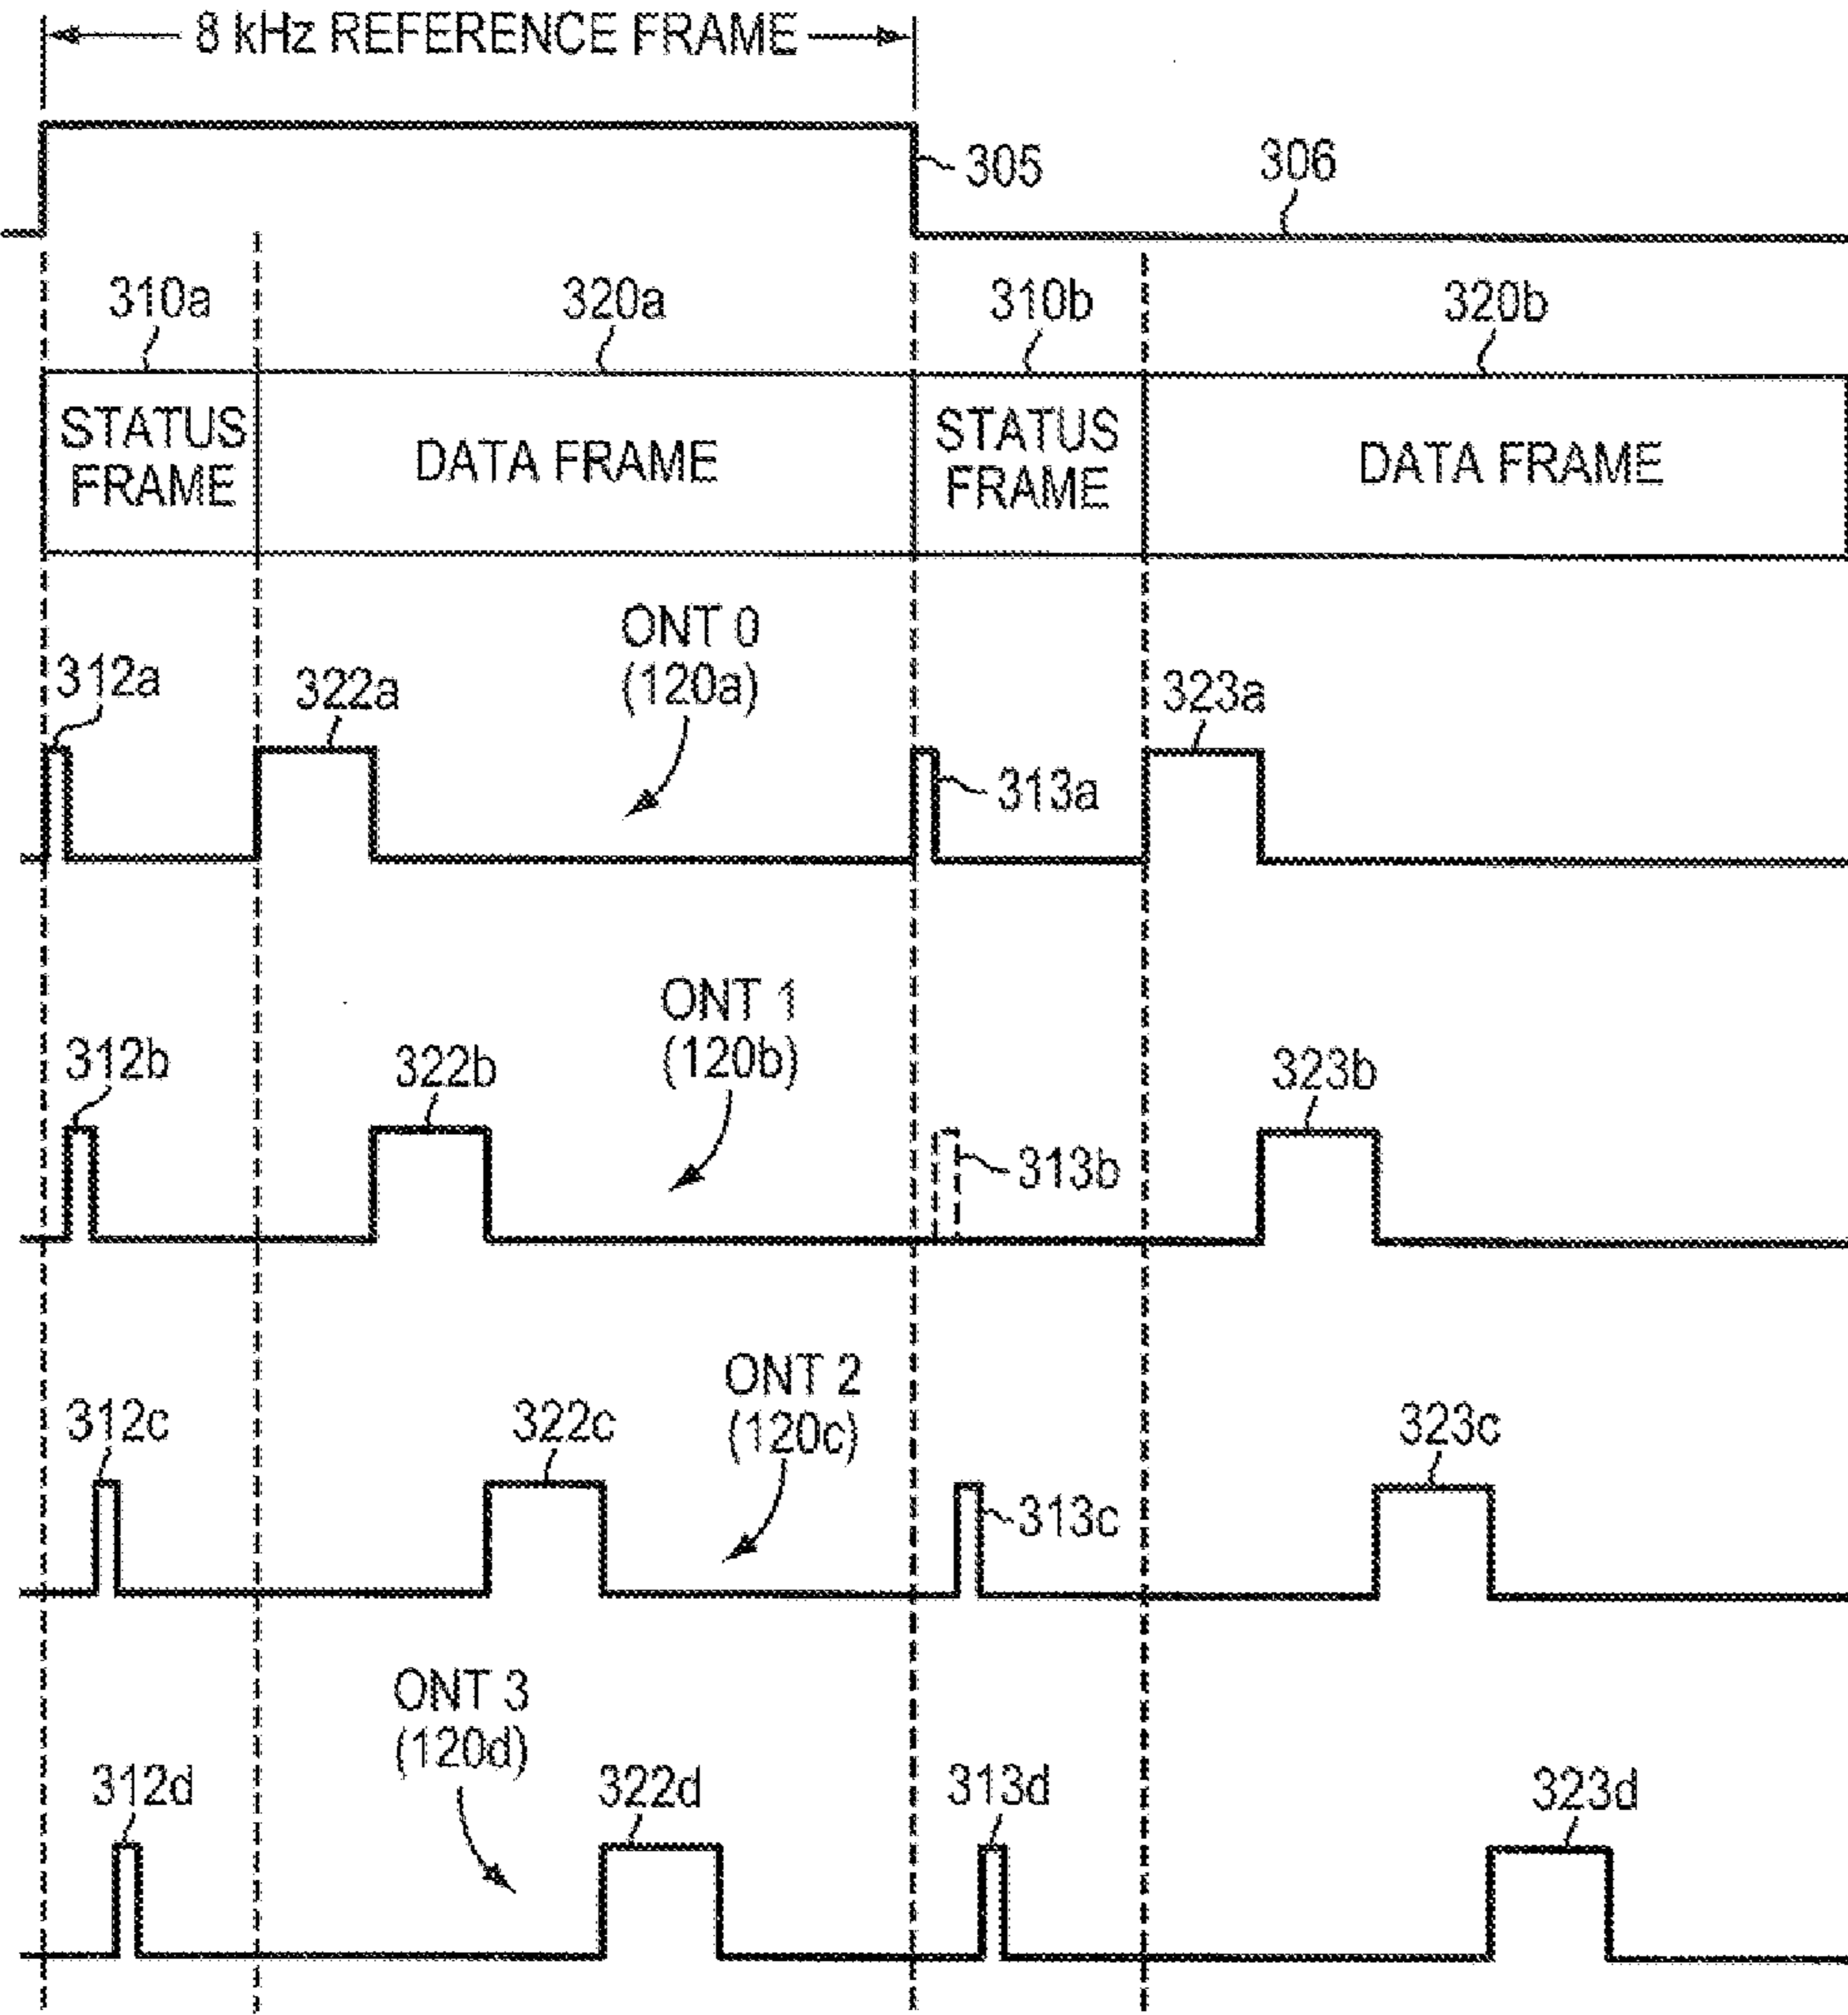 8 kHz REFERENCE FRAME
305
306
310a
320a
310b
320b
STATUS
FRAME
DATA FRAME
STATUS
FRAME
DATA FRAME
ONT 0
(120a)
312a
322a
323a
313a
ONT 1
(120b)
312b
322b
323b
313b
ONT 2
(120c)
312c
322c
323c
313c
ONT 3
(120d)
312d
322d
313d
323d